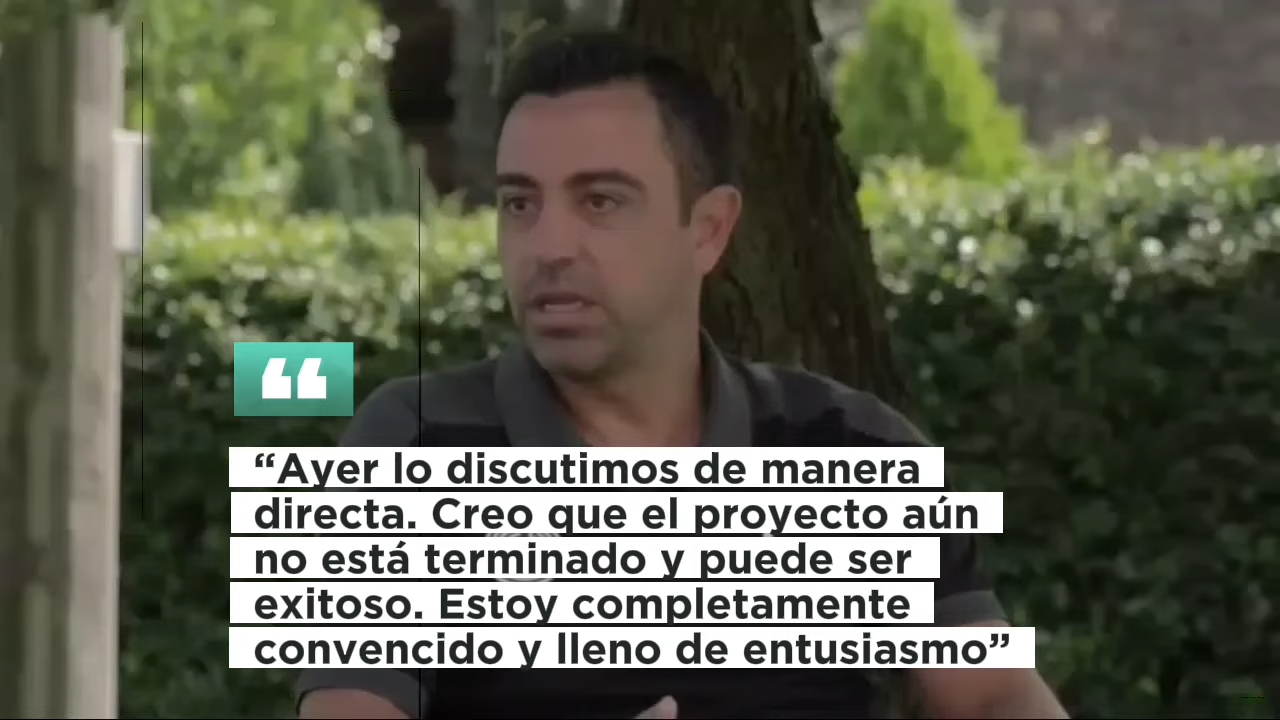 “Ayer lo discutimos de manera
directa. Creo que el proyecto aún
no está terminado y puede ser
exitoso. Estoy completamente
convencido y lleno de entusiasmo”